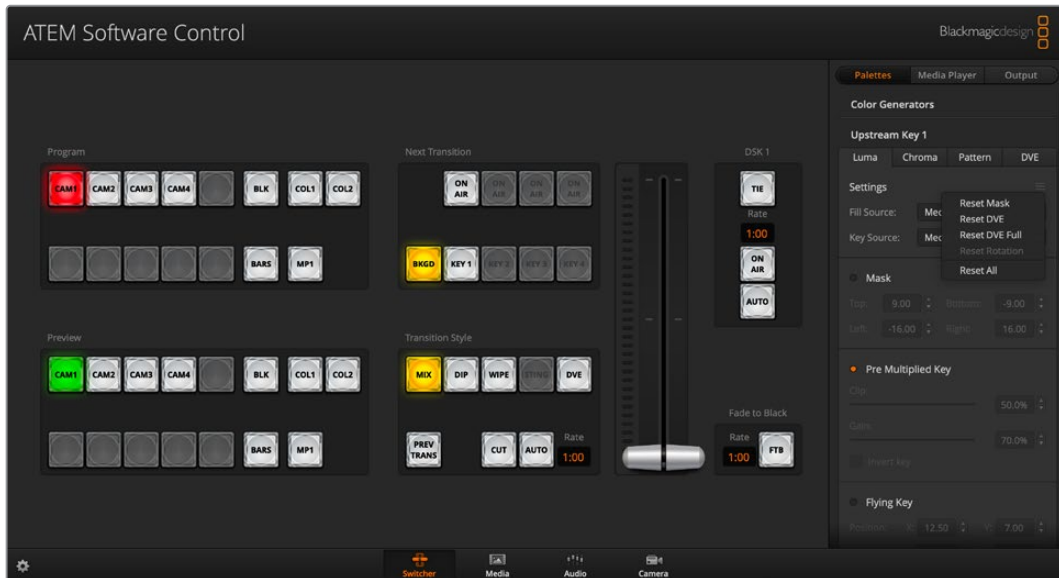 ATEM Software Control
Blackmagicdesign
Palettes Media Player Output
Color Generators
Upstream Key 1
Luma Chroma Pattern DVE
Settings
Fill Source: Med
Key Source: Med
Reset Mask
Reset DVE
Reset DVE Full
Reset Rotation
Reset All
Mask
Top: 9.00 Bottom: -9.00
Left: -16.00 Right: 16.00
Pre Multiplied Key
Clip:
50.0%
Gain:
70.0%
Invert Key
Flying Key
Position: X: 12.50 Y: 7.00
Program
CAM1 CAM2 CAM3 CAM4 BLK COL1 COL2
BARS MP1
Next Transition
ON AIR ON AIR ON AIR ON AIR
BKGD KEY 1 KEY 2 KEY 3 KEY 4
DSK 1
TIE
Rate
1:00
ON
AIR
AUTO
Preview
CAM1 CAM2 CAM3 CAM4 BLK COL1 COL2
BARS MP1
Transition Style
MIX DIP WIPE STING DVE
PREV
TRANS
CUT AUTO
Rate
1:00
Fade to Black
Rate
1:00
FTB
Switcher Media Audio Camera